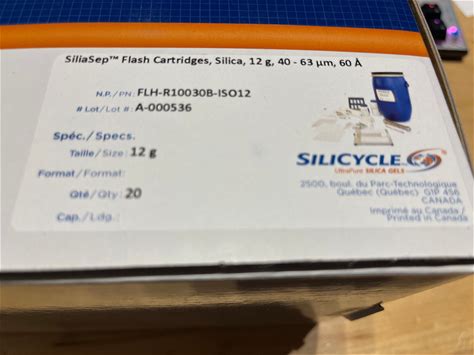 SiliaSep™ Flash Cartridges, Silica, 12 g, 40 - 63 µm, 60 Å
N.P./PN: FLH-R10030B-ISO12
# Lot/Lot #: A-000536
Spéc./Specs.
Taille/Size: 12 g
Format/Format:
Qté/Qty: 20
Cap./Ldg.:
SILICYCLE
UltraPure SILICA GELS
2500, boul. du Parc-Technologique
Québec (Québec) G1P 4S6
CANADA
Imprimé au Canada /
Printed in Canada